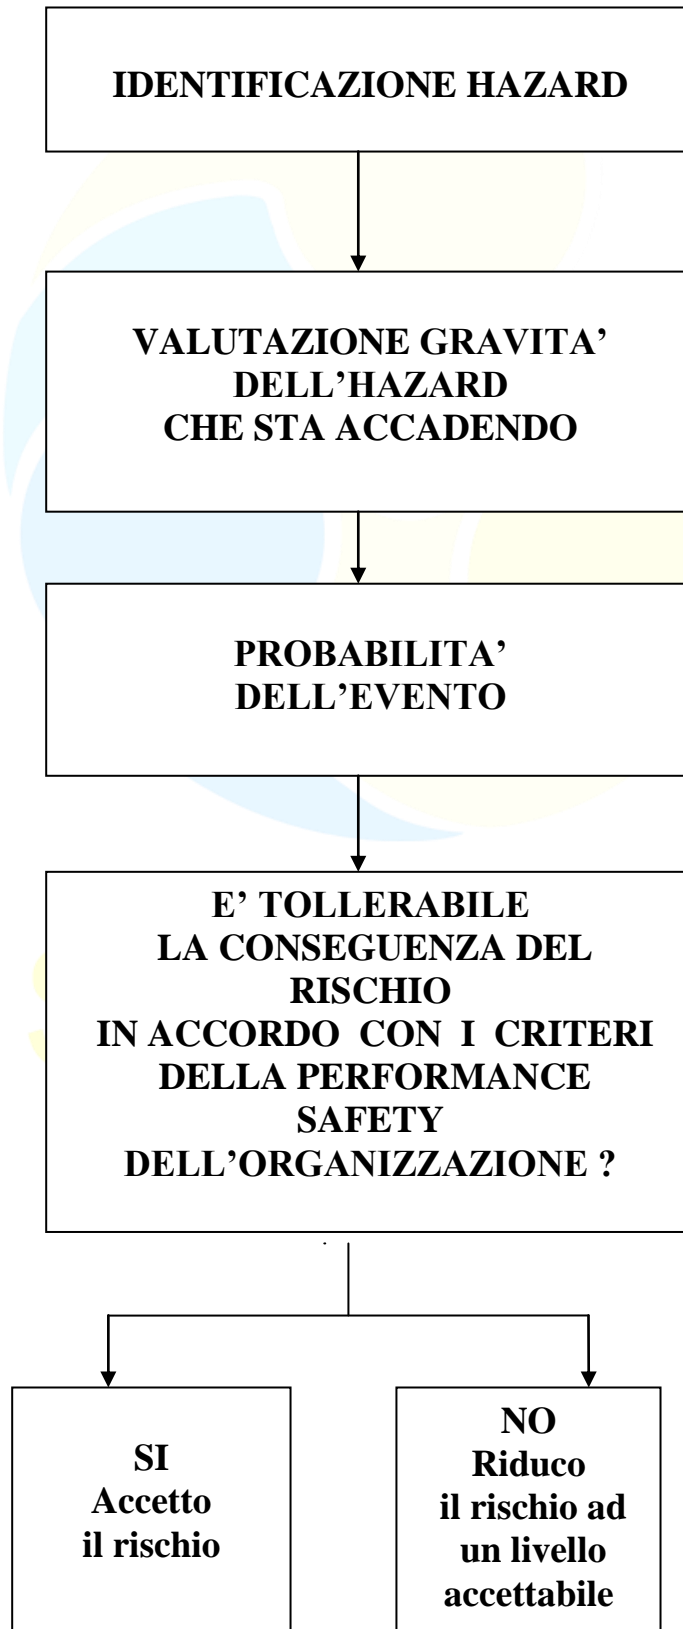 IDENTIFICAZIONE HAZARD
VALUTAZIONE GRAVITA’
DELL’HAZARD
CHE STA ACCADENDO
PROBABILITA’
DELL’EVENTO
E’ TOLLERABILE
LA CONSEGUENZA DEL
RISCHIO
IN ACCORDO  CON  I  CRITERI
DELLA PERFORMANCE
SAFETY
DELL’ORGANIZZAZIONE ?
SI
Accetto
il rischio
NO
Riduco
il rischio ad
un livello
accettabile